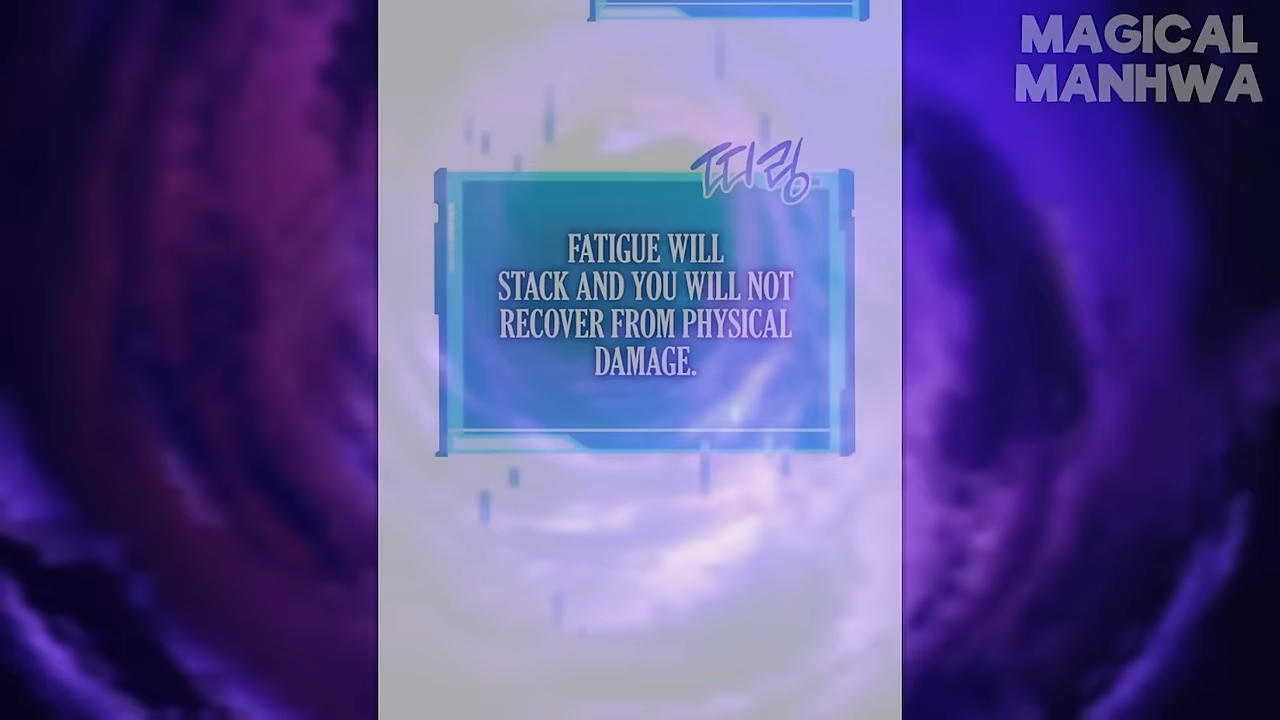 MAGICAL
MANHWA
띠링
FATIGUE WILL
STACK AND YOU WILL NOT
RECOVER FROM PHYSICAL
DAMAGE.